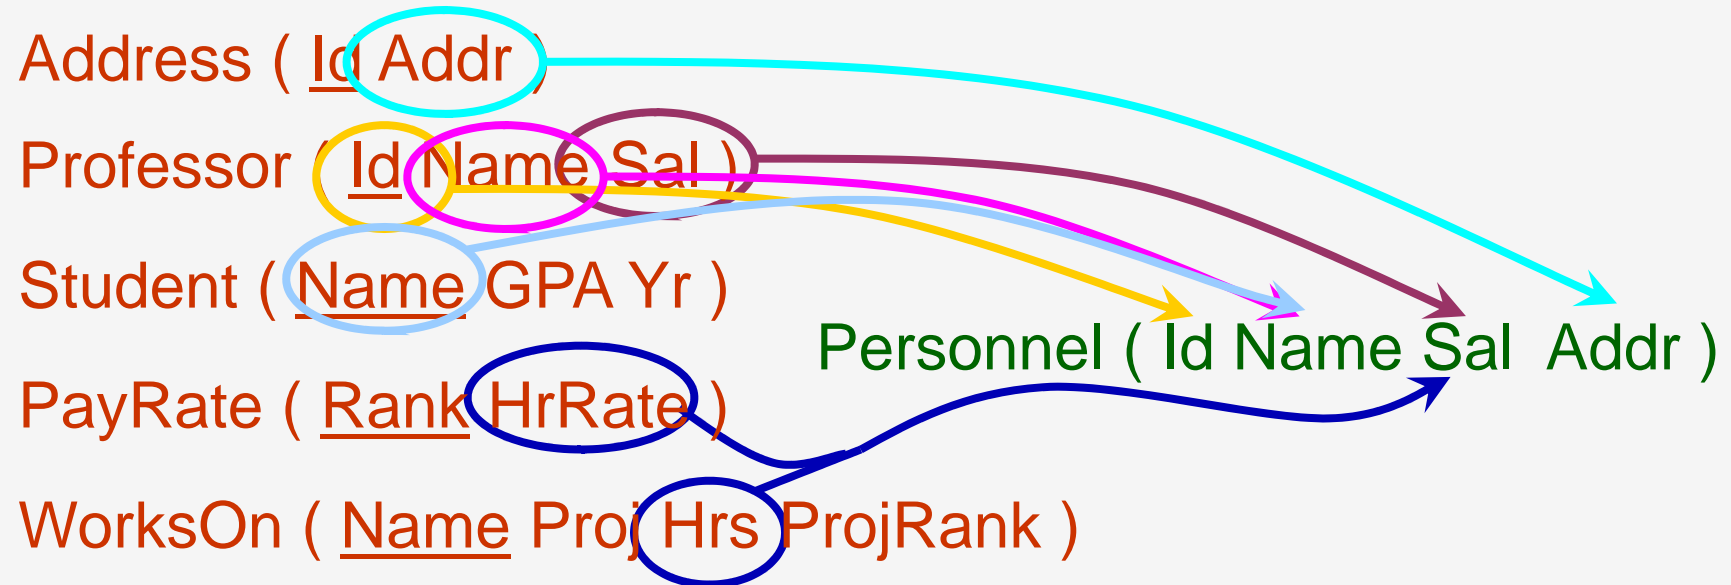 Address ( Id Addr )
Professor ( Id Name Sal )
Student ( Name GPA Yr )
Personnel ( Id Name Sal Addr )
PayRate ( Rank HrRate )
WorksOn ( Name Proj Hrs ProjRank )